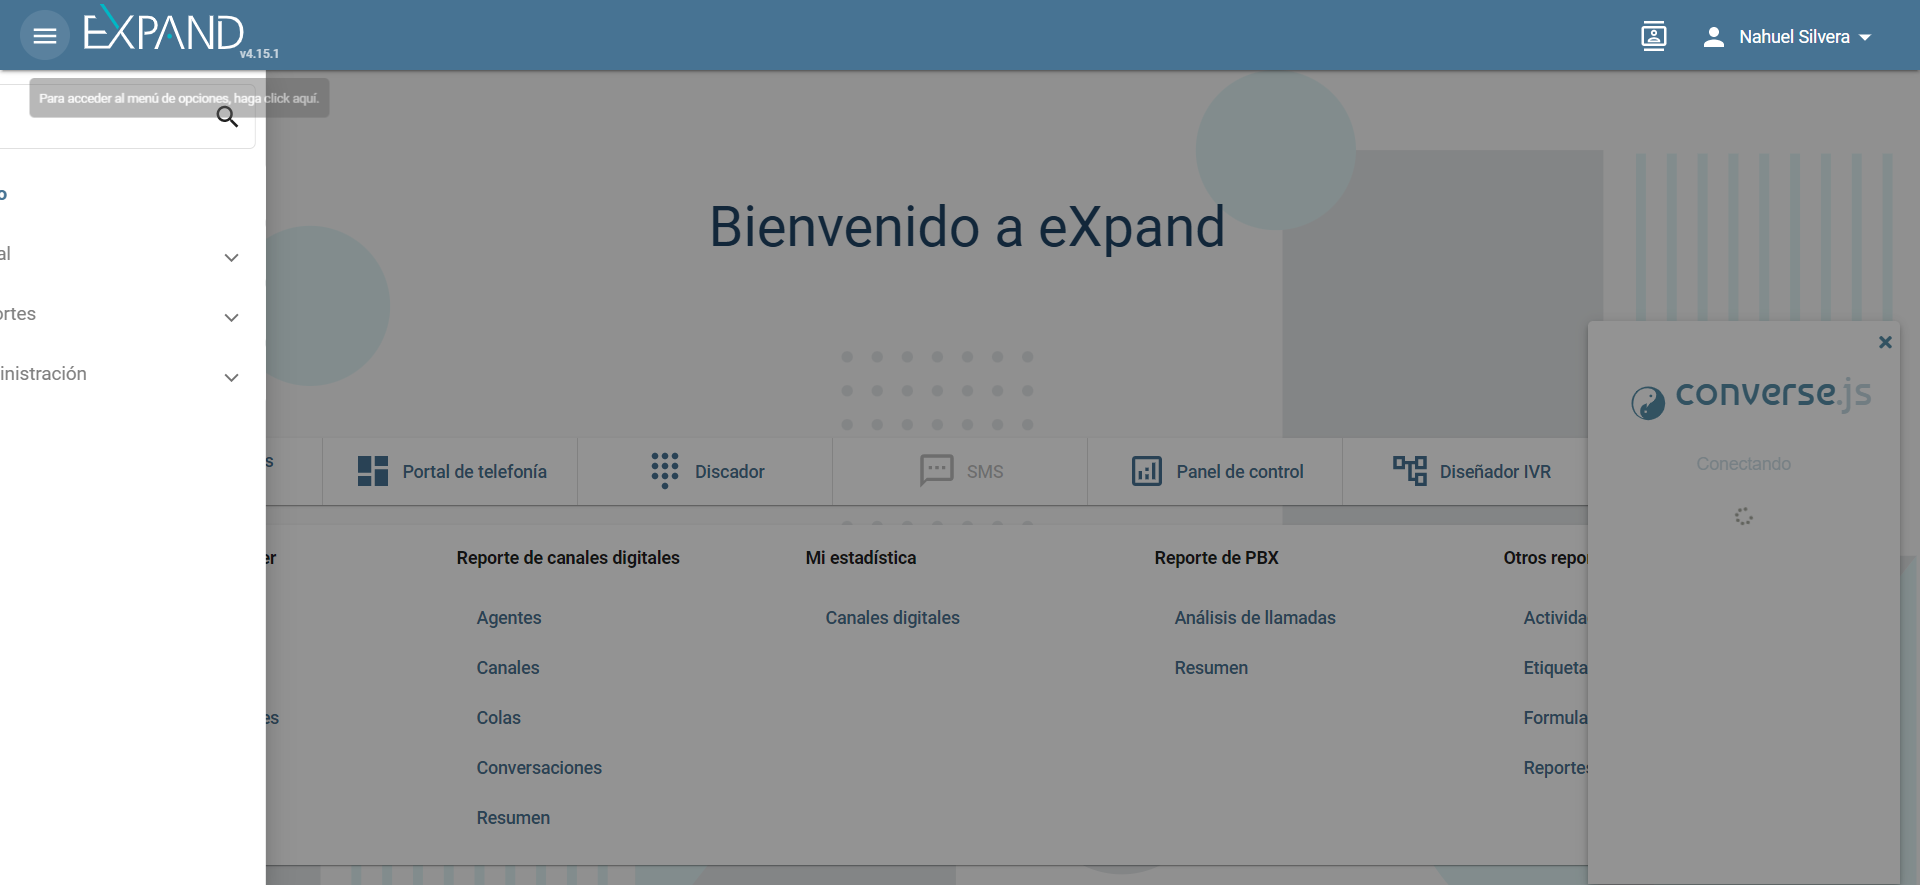 EXPAND
v4.15.1
Nahuel Silvera
Para acceder al menú de opciones, haga click aquí.
o
al
ortes
inistración
Bienvenido a eXpand
s
Portal de telefonía
Discador
SMS
Panel de control
Diseñador IVR
er
es
Reporte de canales digitales
Agentes
Canales
Colas
Conversaciones
Resumen
Mi estadística
Canales digitales
Reporte de PBX
Análisis de llamadas
Resumen
Otros repo
Activida
Etiqueta
Formula
Reportes
converse.js
Conectando